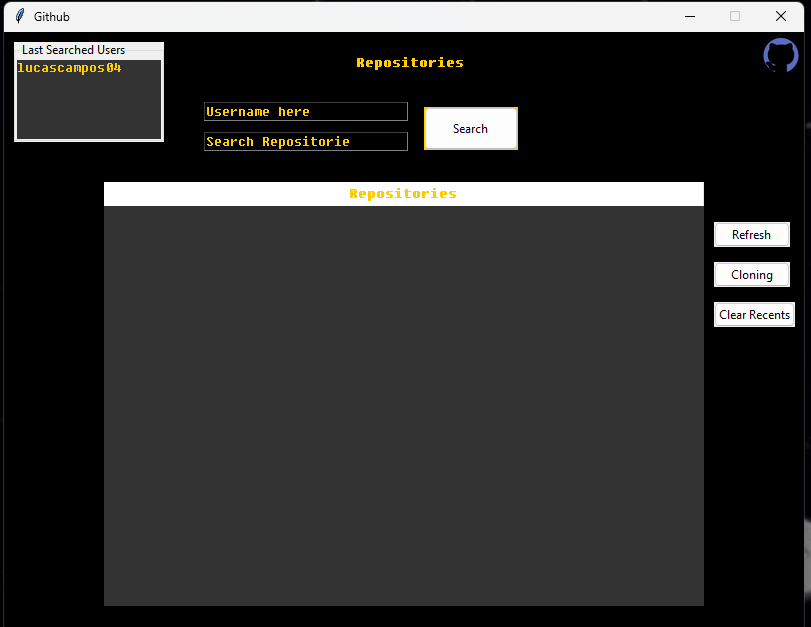 Github
Last Searched Users
lucascampos04
Repositories
Username here
Search Repositorie
Search
Repositories
Refresh
Cloning
Clear Recents